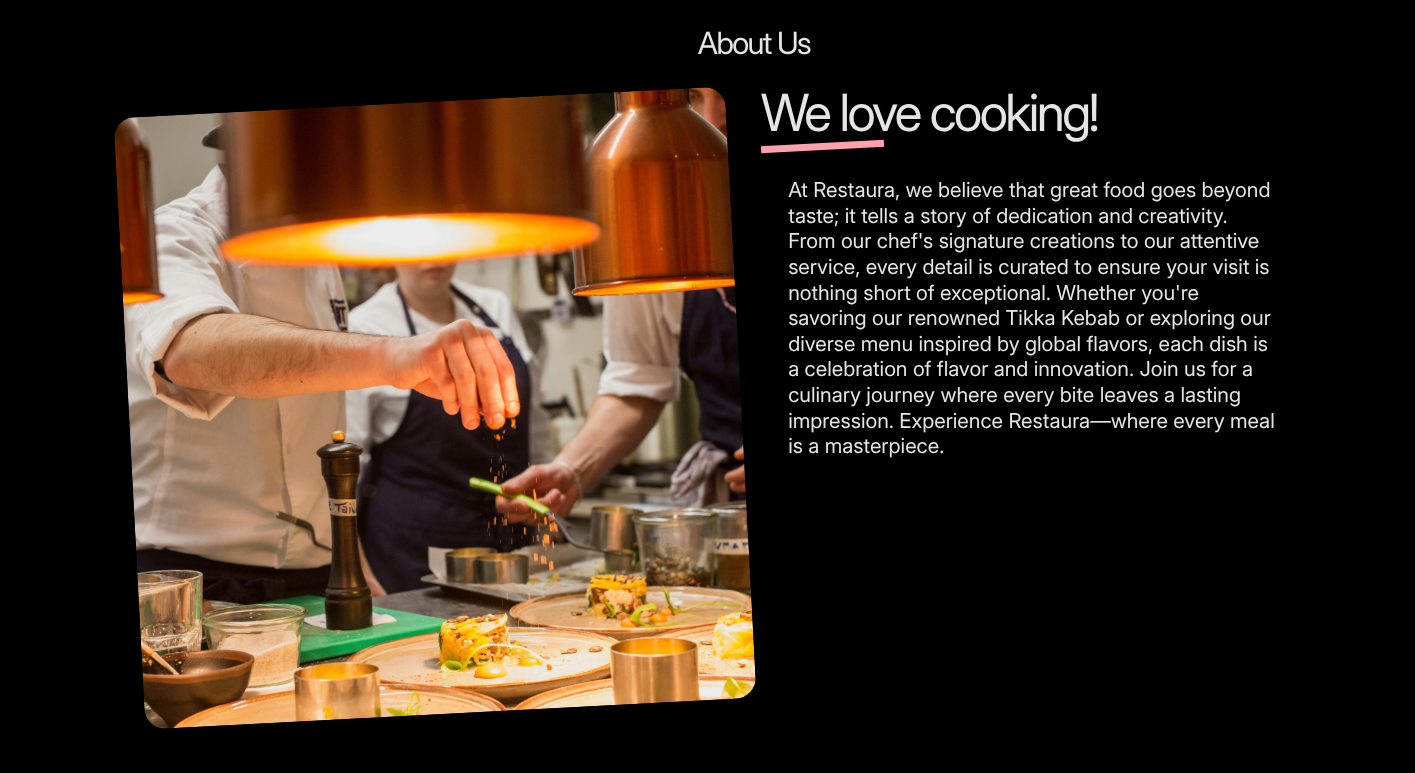 About Us
We love cooking!
At Restaura, we believe that great food goes beyond
taste; it tells a story of dedication and creativity.
From our chef's signature creations to our attentive
service, every detail is curated to ensure your visit is
nothing short of exceptional. Whether you're
savoring our renowned Tikka Kebab or exploring our
diverse menu inspired by global flavors, each dish is
a celebration of flavor and innovation. Join us for a
culinary journey where every bite leaves a lasting
impression. Experience Restaura—where every meal
is a masterpiece.